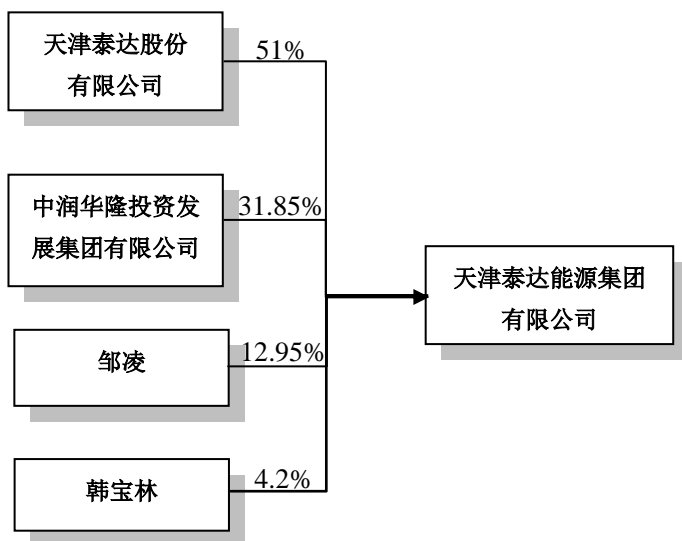 天津泰达股份
有限公司
51%
中润华隆投资发
展集团有限公司
31.85%
天津泰达能源集团
有限公司
邹凌
12.95%
韩宝林
4.2%